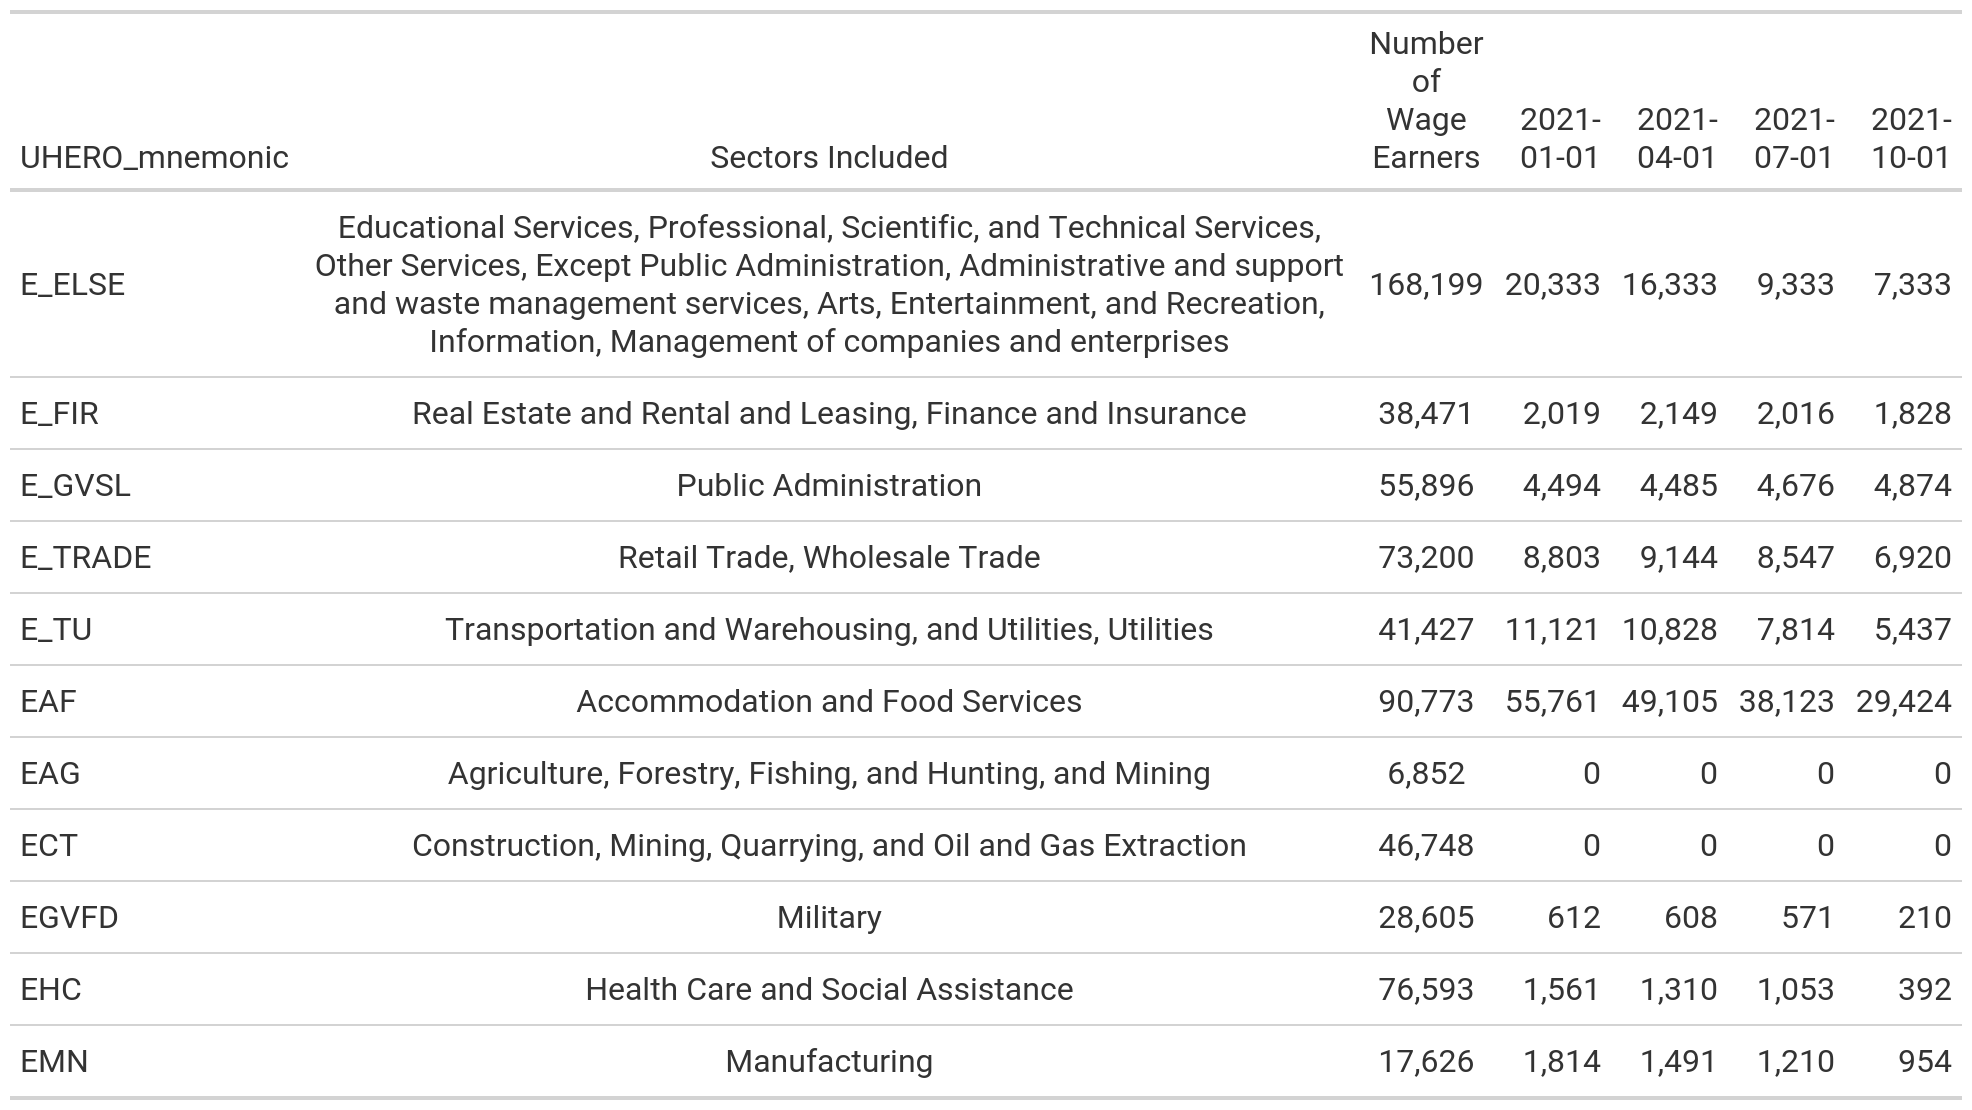 UHERO_mnemonic Sectors Included Number of Wage Earners 2021-01-01 2021-04-01 2021-07-01 2021-10-01
E_ELSE Educational Services, Professional, Scientific, and Technical Services,
Other Services, Except Public Administration, Administrative and support
and waste management services, Arts, Entertainment, and Recreation,
Information, Management of companies and enterprises 168,199 20,333 16,333 9,333 7,333
E_FIR Real Estate and Rental and Leasing, Finance and Insurance 38,471 2,019 2,149 2,016 1,828
E_GVSL Public Administration 55,896 4,494 4,485 4,676 4,874
E_TRADE Retail Trade, Wholesale Trade 73,200 8,803 9,144 8,547 6,920
E_TU Transportation and Warehousing, and Utilities, Utilities 41,427 11,121 10,828 7,814 5,437
EAF Accommodation and Food Services 90,773 55,761 49,105 38,123 29,424
EAG Agriculture, Forestry, Fishing, and Hunting, and Mining 6,852 0 0 0 0
ECT Construction, Mining, Quarrying, and Oil and Gas Extraction 46,748 0 0 0 0
EGVFD Military 28,605 612 608 571 210
EHC Health Care and Social Assistance 76,593 1,561 1,310 1,053 392
EMN Manufacturing 17,626 1,814 1,491 1,210 954